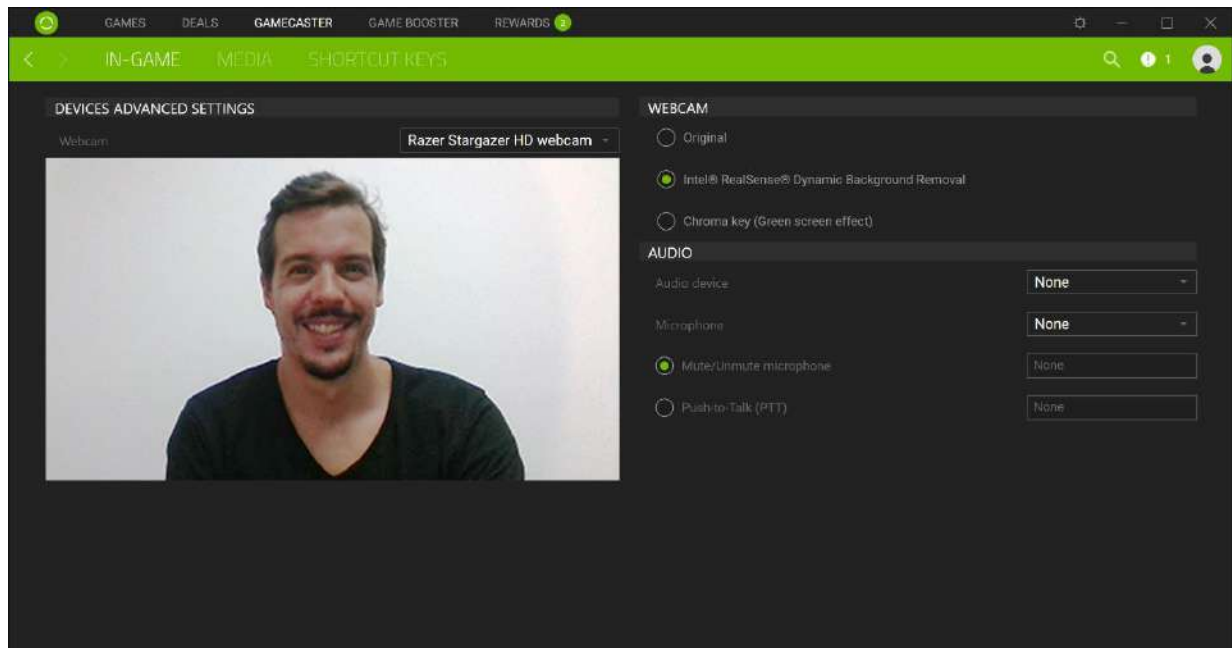 GAMES DEALS GAMECASTER GAME BOOSTER REWARDS 2
IN-GAME MEDIA SHORTCUT KEYS 1
DEVICES ADVANCED SETTINGS
Webcam Razer Stargazer HD webcam
WEBCAM
Original
Intel® RealSense® Dynamic Background Removal
Chroma key (Green screen effect)
AUDIO
Audio device None
Microphone None
Mute/Unmute microphone None
Push-to-Talk (PTT) None